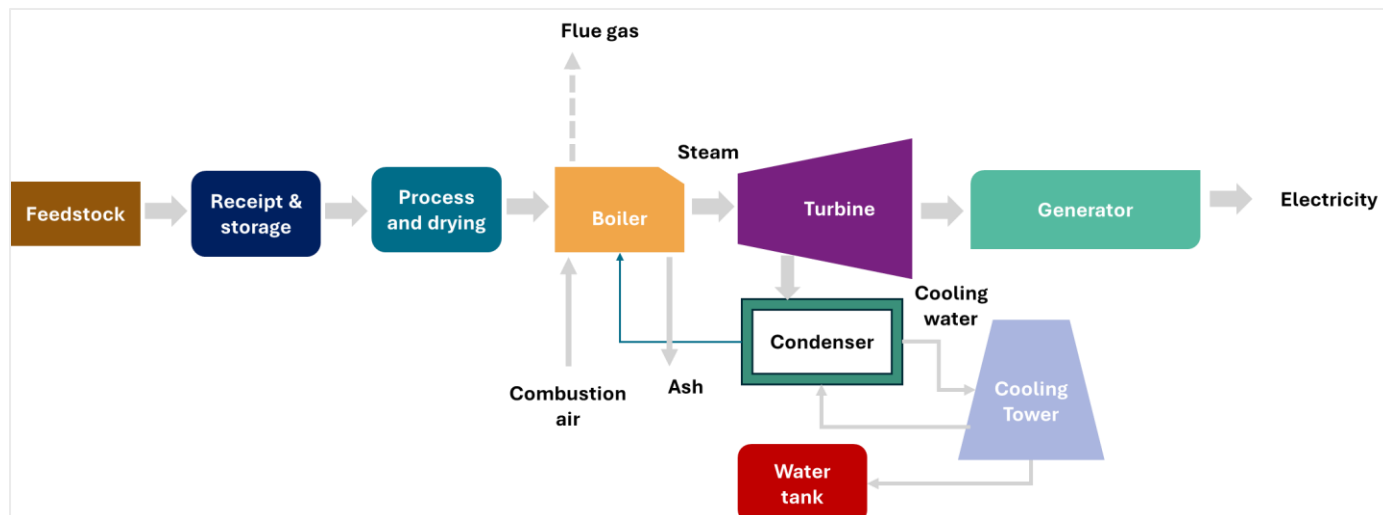 Flue gas
Steam
Feedstock
Receipt &
storage
Process
and drying
Boiler
Turbine
Generator
Electricity
Cooling
water
Condenser
Combustion
air
Ash
Cooling
Tower
Water
tank